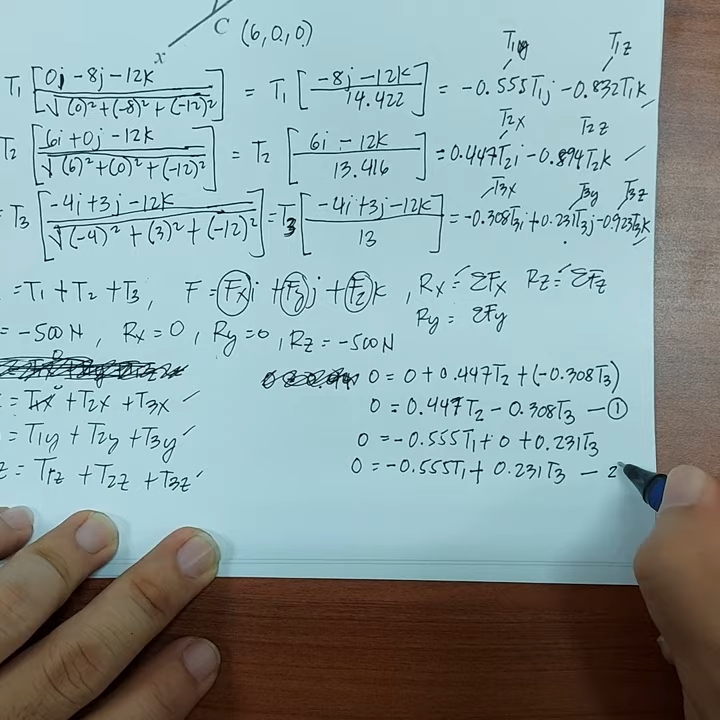 C (6,0,0)
x
T1y T1z
T1 [0j - 8j - 12k / √(0)² + (-8)² + (-12)²] = T1 [-8j - 12k / 14.422] = -0.555T1j - 0.832T1k
T2x T2z
T2 [6i + 0j - 12k / √(6)² + (0)² + (-12)²] = T2 [6i - 12k / 13.416] = 0.447T2i - 0.894T2k
T3x T3y T3z
= T3 [-4i + 3j - 12k / √(-4)² + (3)² + (-12)²] = T3 [-4i + 3j - 12k / 13] = -0.308T3i + 0.231T3j - 0.923T3k
= T1 + T2 + T3, F = Fxi + Fyj + Fzk, Rx = ΣFx Rz = ΣFz
Ry = ΣFy
= -500N, Rx = 0, Ry = 0, Rz = -500N
0 = 0 + 0.447T2 + (-0.308T3)
= T1x + T2x + T3x
0 = 0.447T2 - 0.308T3 - ①
= T1y + T2y + T3y
0 = -0.555T1 + 0 + 0.231T3
z = T1z + T2z + T3z
0 = -0.555T1 + 0.231T3 - 2